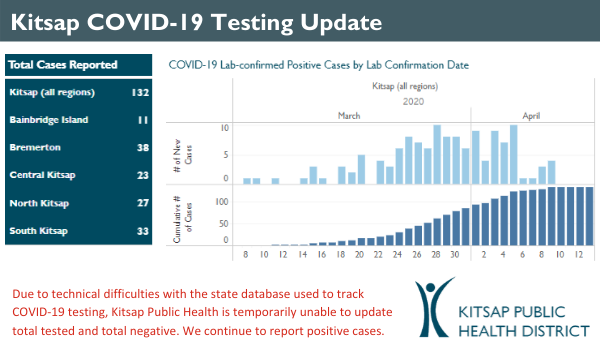 Kitsap COVID-19 Testing Update
Total Cases Reported
Kitsap (all regions) 132
Bainbridge Island 11
Bremerton 38
Central Kitsap 23
North Kitsap 27
South Kitsap 33
COVID-19 Lab-confirmed Positive Cases by Lab Confirmation Date
Kitsap (all regions)
2020
March April
# of New
Cases
10
5
0
Cumulative #
of Cases
100
50
0
8 10 12 14 16 18 20 22 24 26 28 30 2 4 6 8 10 12
Due to technical difficulties with the state database used to track
COVID-19 testing, Kitsap Public Health is temporarily unable to update
total tested and total negative. We continue to report positive cases.
KITSAP PUBLIC
HEALTH DISTRICT